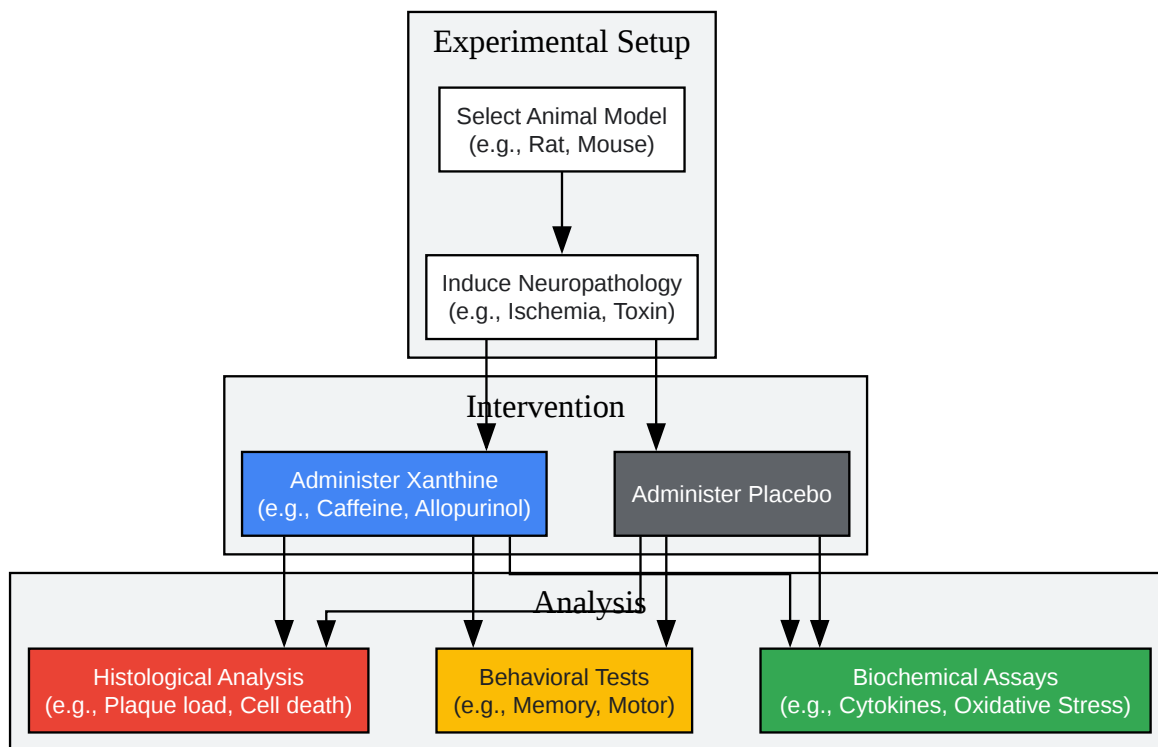 Experimental Setup
Select Animal Model
(e.g., Rat, Mouse)
Induce Neuropathology
(e.g., Ischemia, Toxin)
Intervention
Administer Xanthine
(e.g., Caffeine, Allopurinol)
Administer Placebo
Analysis
Histological Analysis
(e.g., Plaque load, Cell death)
Behavioral Tests
(e.g., Memory, Motor)
Biochemical Assays
(e.g., Cytokines, Oxidative Stress)